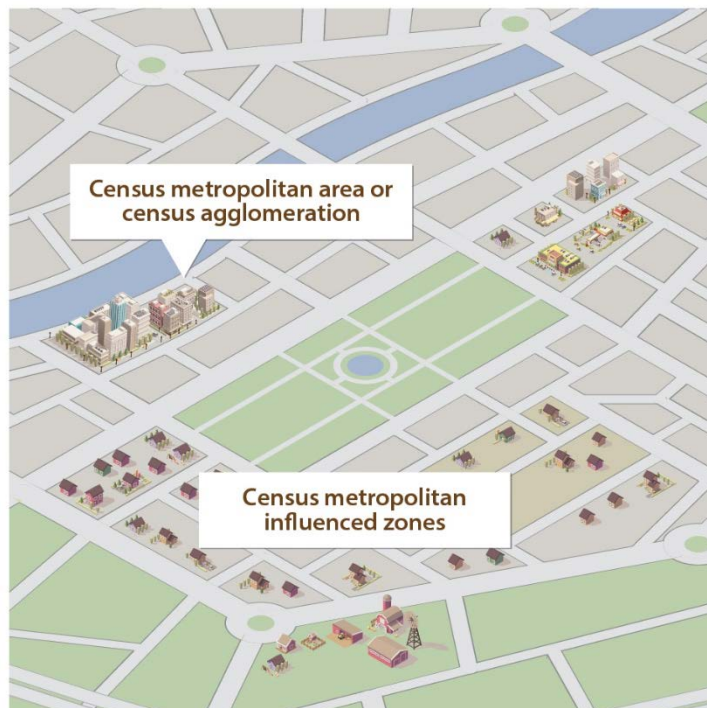 Census metropolitan area or
census agglomeration
Census metropolitan
influenced zones